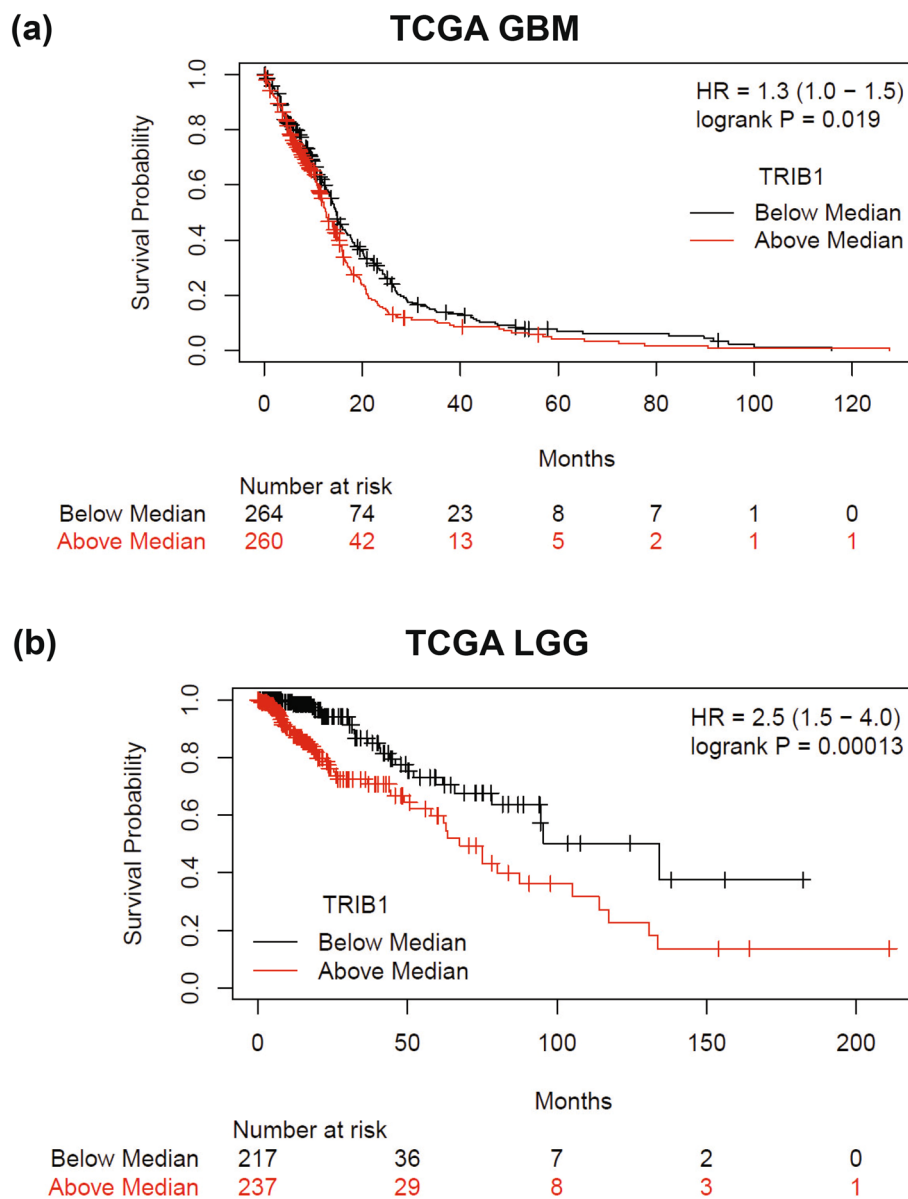 (a)
TCGA GBM
HR = 1.3 (1.0 − 1.5)
logrank P = 0.019
TRIB1
Below Median
Above Median
Survival Probability
1.0
0.8
0.6
0.4
0.2
0.0
0 20 40 60 80 100 120
Months
Number at risk
Below Median 264 74 23 8 7 1 0
Above Median 260 42 13 5 2 1 1
(b)
TCGA LGG
HR = 2.5 (1.5 − 4.0)
logrank P = 0.00013
Survival Probability
1.0
0.8
0.6
0.4
0.2
0.0
TRIB1
Below Median
Above Median
0 50 100 150 200
Months
Number at risk
Below Median 217 36 7 2 0
Above Median 237 29 8 3 1